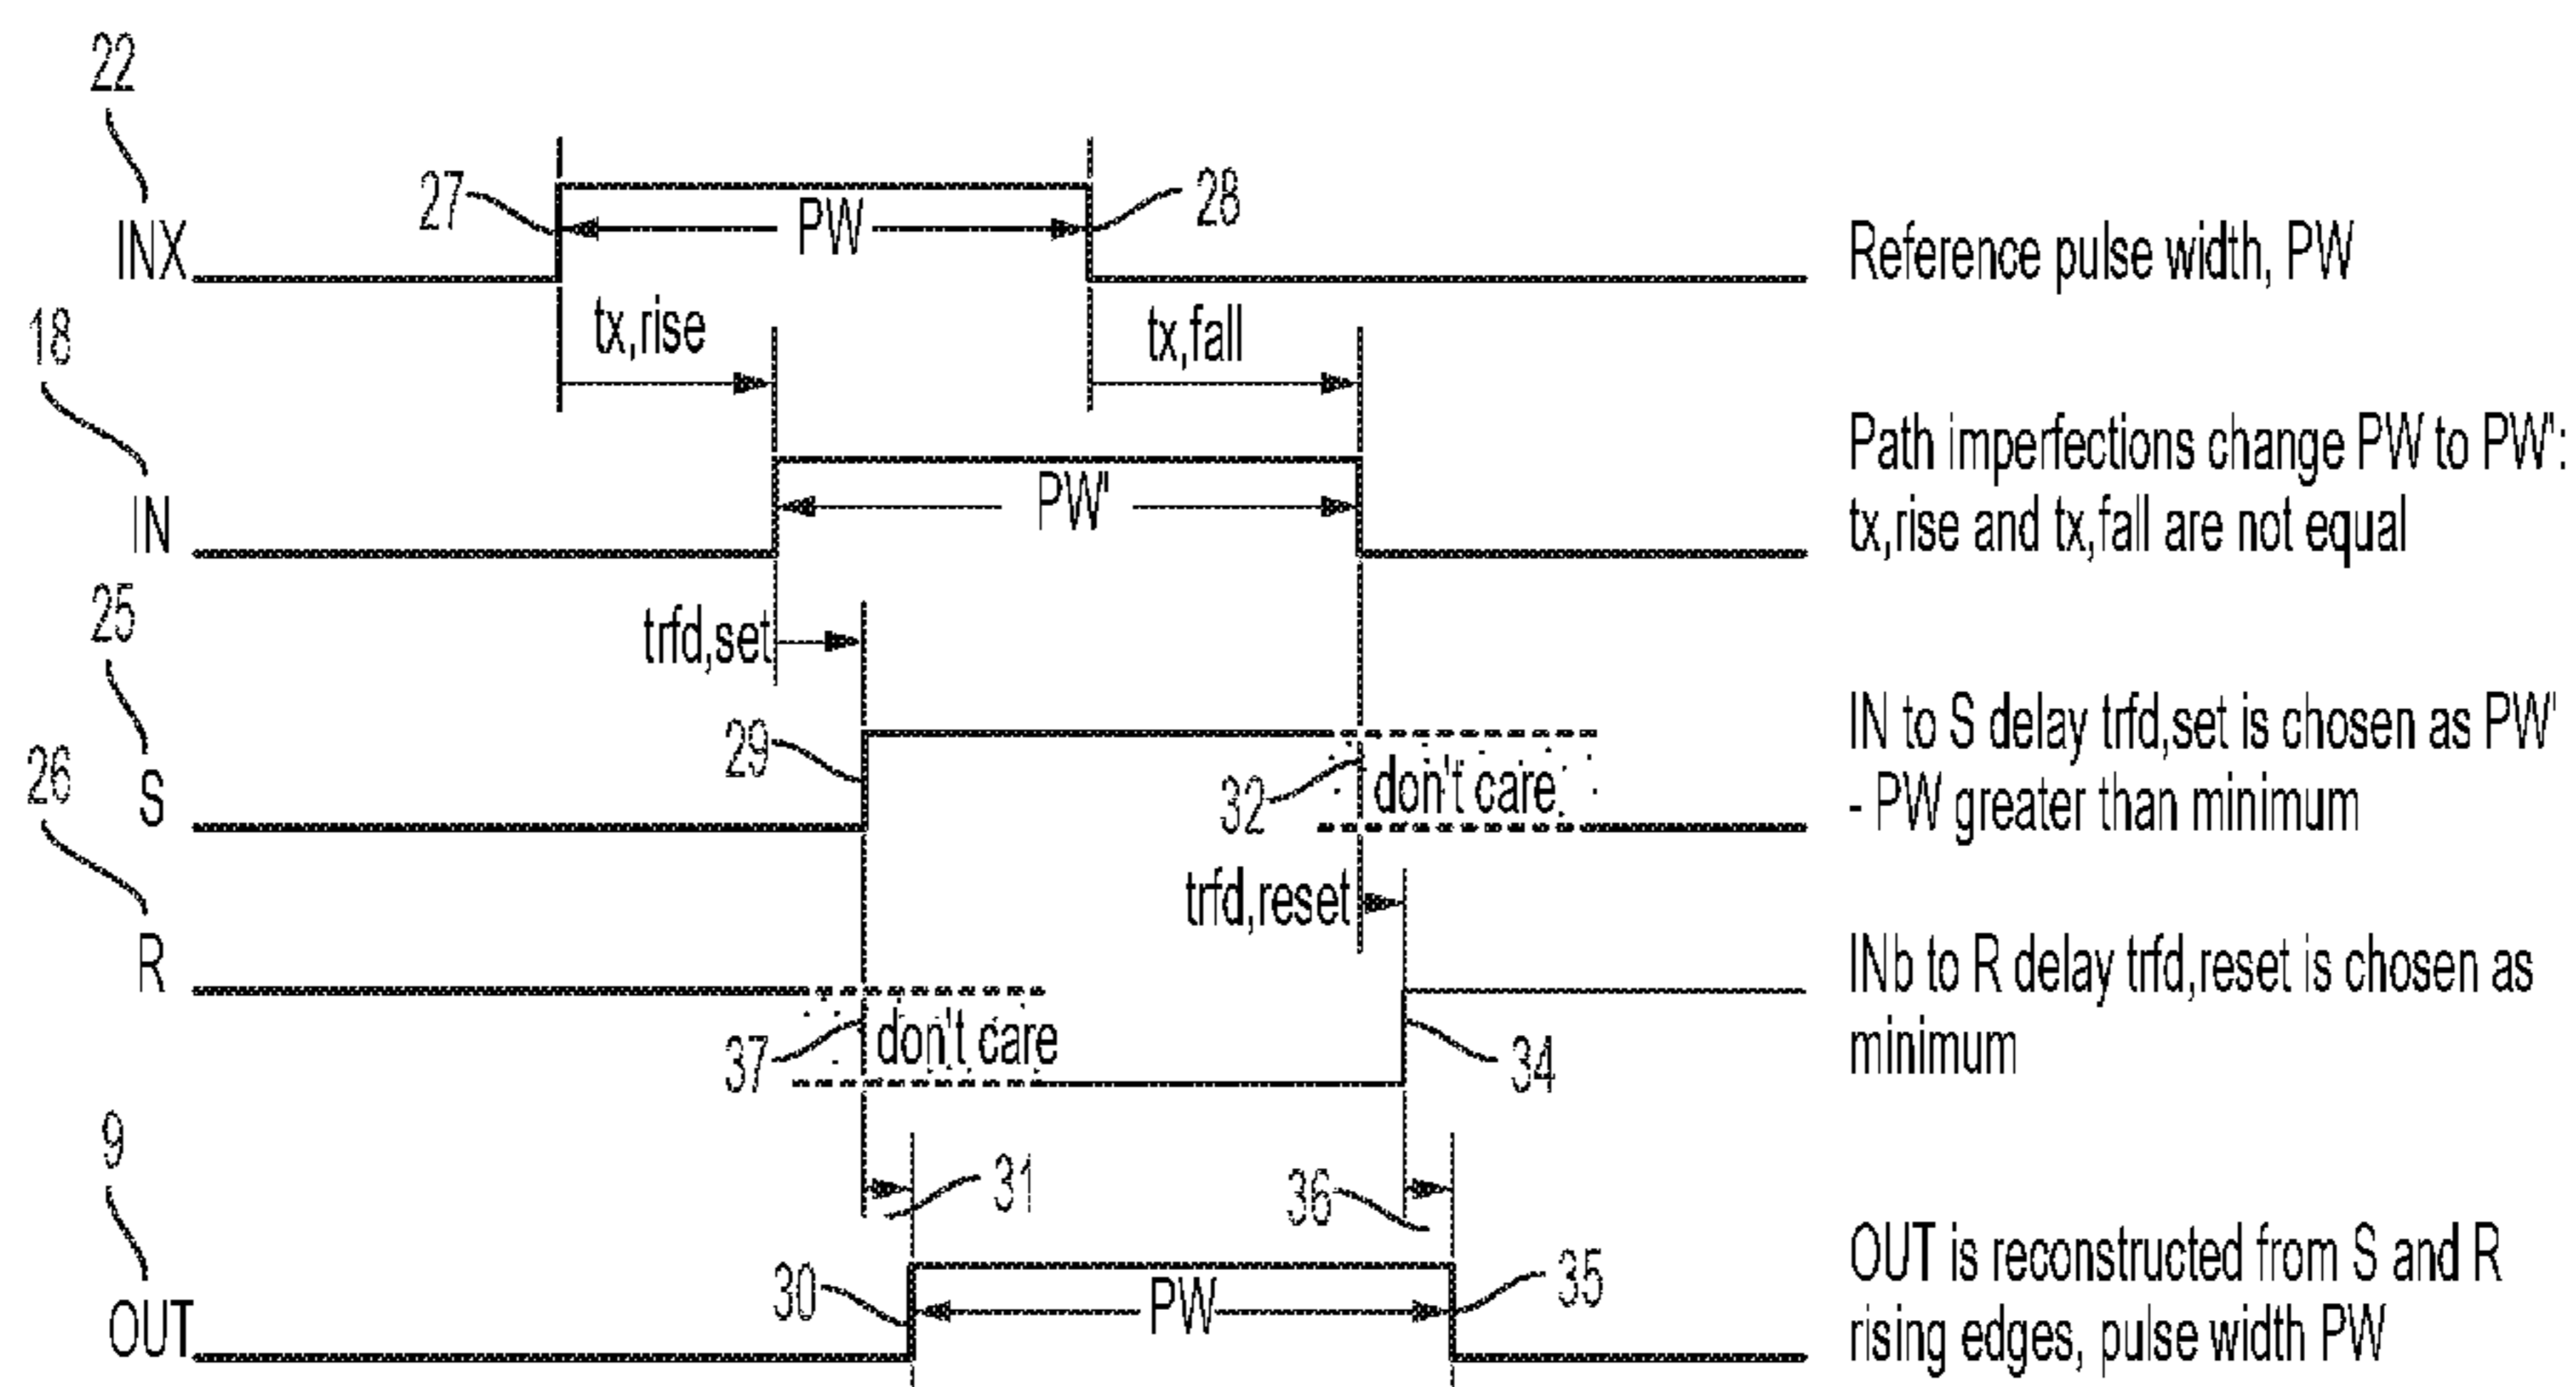 22
27
PW
28
INX
Reference pulse width, PW
tx,rise
tx,fall
18
Path imperfections change PW to PW':
tx,rise and tx,fall are not equal
PW'
IN
25
trfd,set
IN to S delay trfd,set is chosen as PW'
- PW greater than minimum
29
32
don't care
26
S
trfd,reset
R
INb to R delay trfd,reset is chosen as
minimum
37
don't care
34
9
31
36
OUT is reconstructed from S and R
rising edges, pulse width PW
30
PW
35
OUT